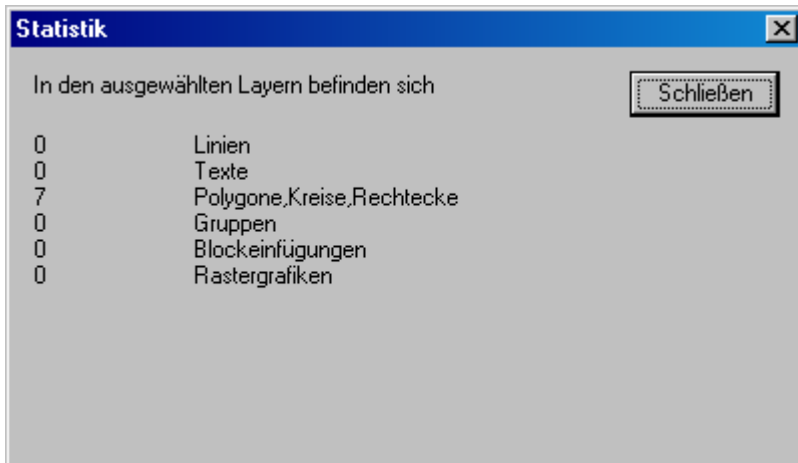 Statistik
In den ausgewählten Layern befinden sich
Schließen
0 Linien
0 Texte
7 Polygone,Kreise,Rechtecke
0 Gruppen
0 Blockeinfügungen
0 Rastergrafiken